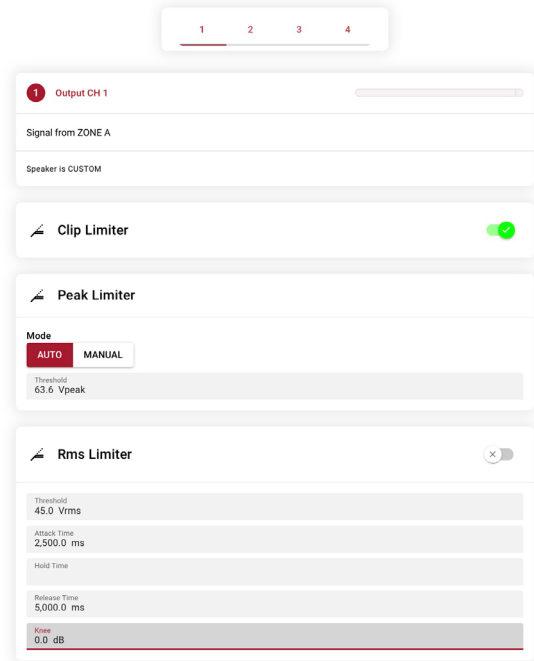 1 2 3 4
1 Output CH 1
Signal from ZONE A
Speaker is CUSTOM
Clip Limiter
Peak Limiter
Mode
AUTO MANUAL
Threshold
63.6 Vpeak
Rms Limiter
Threshold
45.0 Vrms
Attack Time
2,500.0 ms
Hold Time
Release Time
5,000.0 ms
Knee
0.0 dB